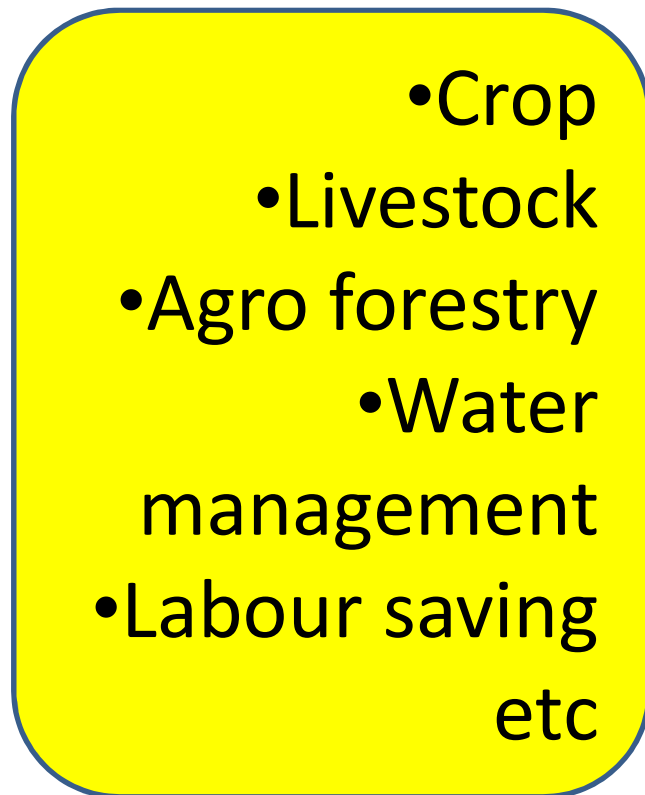 •Crop
•Livestock
•Agro forestry
•Water
management
•Labour saving
etc